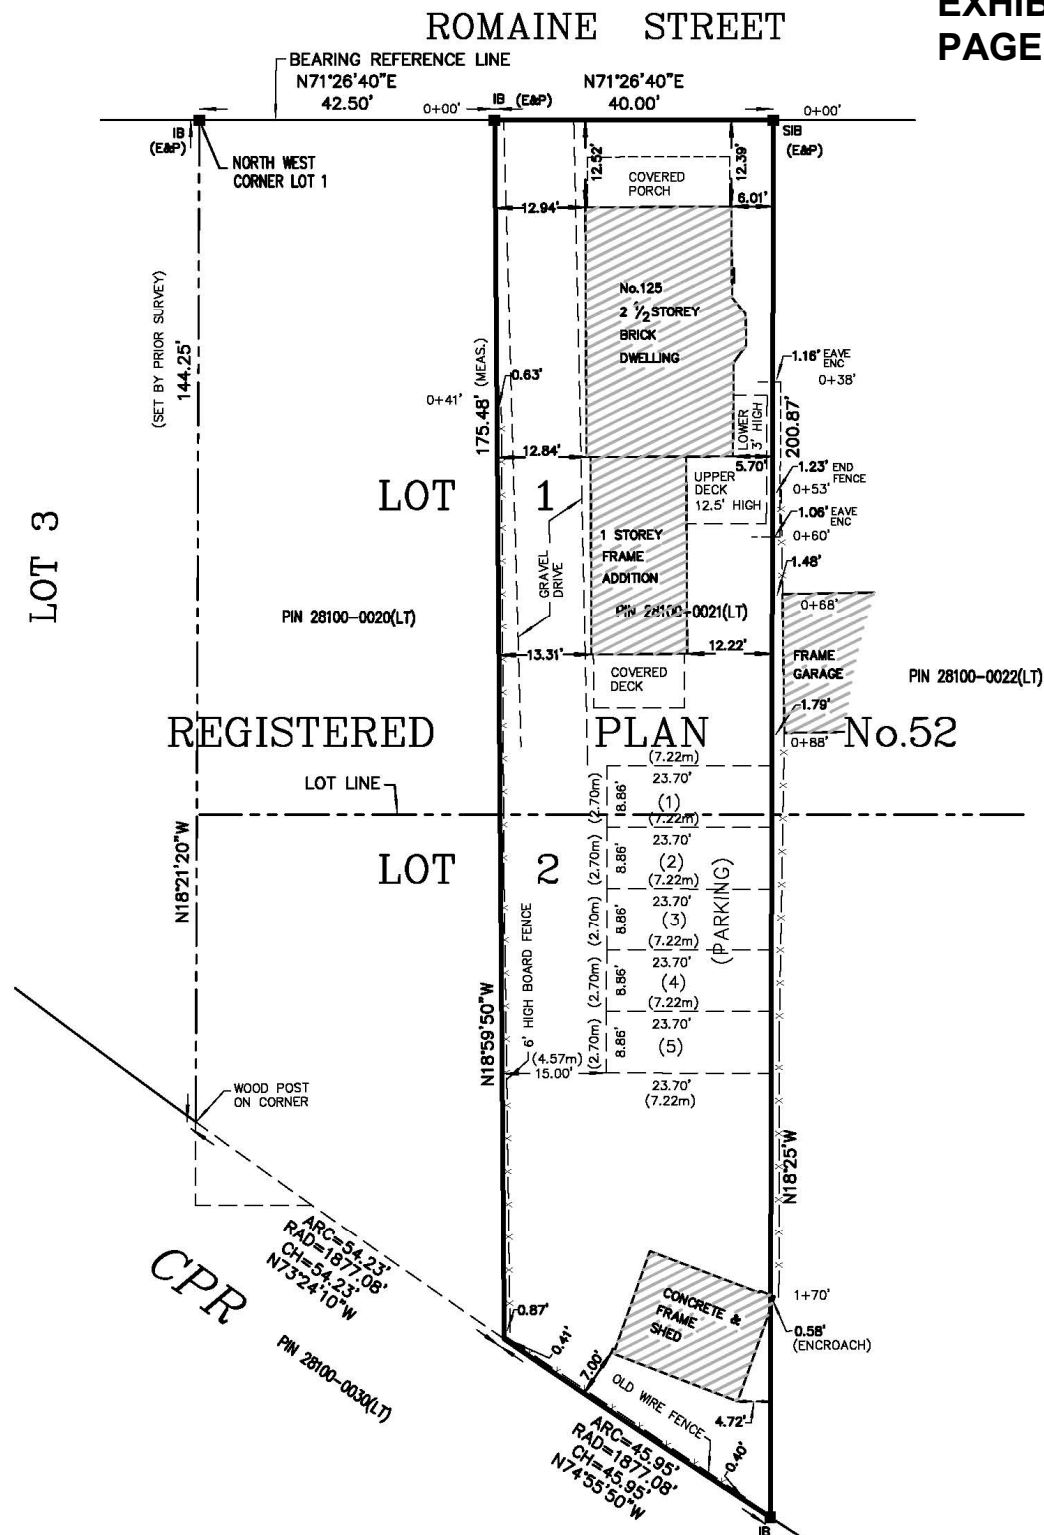 EXHIB
PAGE
ROMAINE STREET
BEARING REFERENCE LINE
N71°26'40"E
42.50'
0+00'
IB (E&P)
N71°26'40"E
40.00'
0+00'
IB
(E&P)
SIB
(E&P)
NORTH WEST
CORNER LOT 1
12.52'
12.39'
COVERED
PORCH
12.94'
6.01'
No.125
2 1/2 STOREY
BRICK
DWELLING
(SET BY PRIOR SURVEY)
144.25'
175.48' (MEAS.)
0.63'
0+41'
1.16' EAVE
ENC
0+38'
200.87'
LOWER
3' HIGH
12.84'
5.70'
UPPER
DECK
12.5' HIGH
1.23' END
FENCE
0+53'
1.06' EAVE
ENC
0+60'
LOT 1
LOT 3
1 STOREY
FRAME
ADDITION
GRAVEL
DRIVE
1.48'
0+68'
PIN 28100-0020(LT)
PIN 28100-0021(LT)
13.31'
12.22'
FRAME
GARAGE
PIN 28100-0022(LT)
COVERED
DECK
1.79'
0+88'
REGISTERED PLAN No.52
LOT LINE
(7.22m)
23.70'
(1)
(2.70m)
8.86'
(7.22m)
23.70'
(2)
(2.70m)
8.86'
(7.22m)
23.70'
(3)
(2.70m)
8.86'
(7.22m)
23.70'
(4)
(2.70m)
8.86'
(7.22m)
23.70'
(5)
(2.70m)
8.86'
23.70'
(7.22m)
(PARKING)
LOT 2
N18°21'20"W
6' HIGH BOARD FENCE
N18°59'50"W
(4.57m)
15.00'
WOOD POST
ON CORNER
N18°25'W
ARC=54.23'
RAD=1877.08'
CH=54.23'
N73°24'10"W
CPR
PIN 28100-0030(LT)
CONCRETE &
FRAME
SHED
1+70'
0.58'
(ENCROACH)
0.87'
0.41'
7.00'
OLD WIRE FENCE
4.72'
0.40'
ARC=45.95'
RAD=1877.08'
CH=45.95'
N74°55'50"W
IB